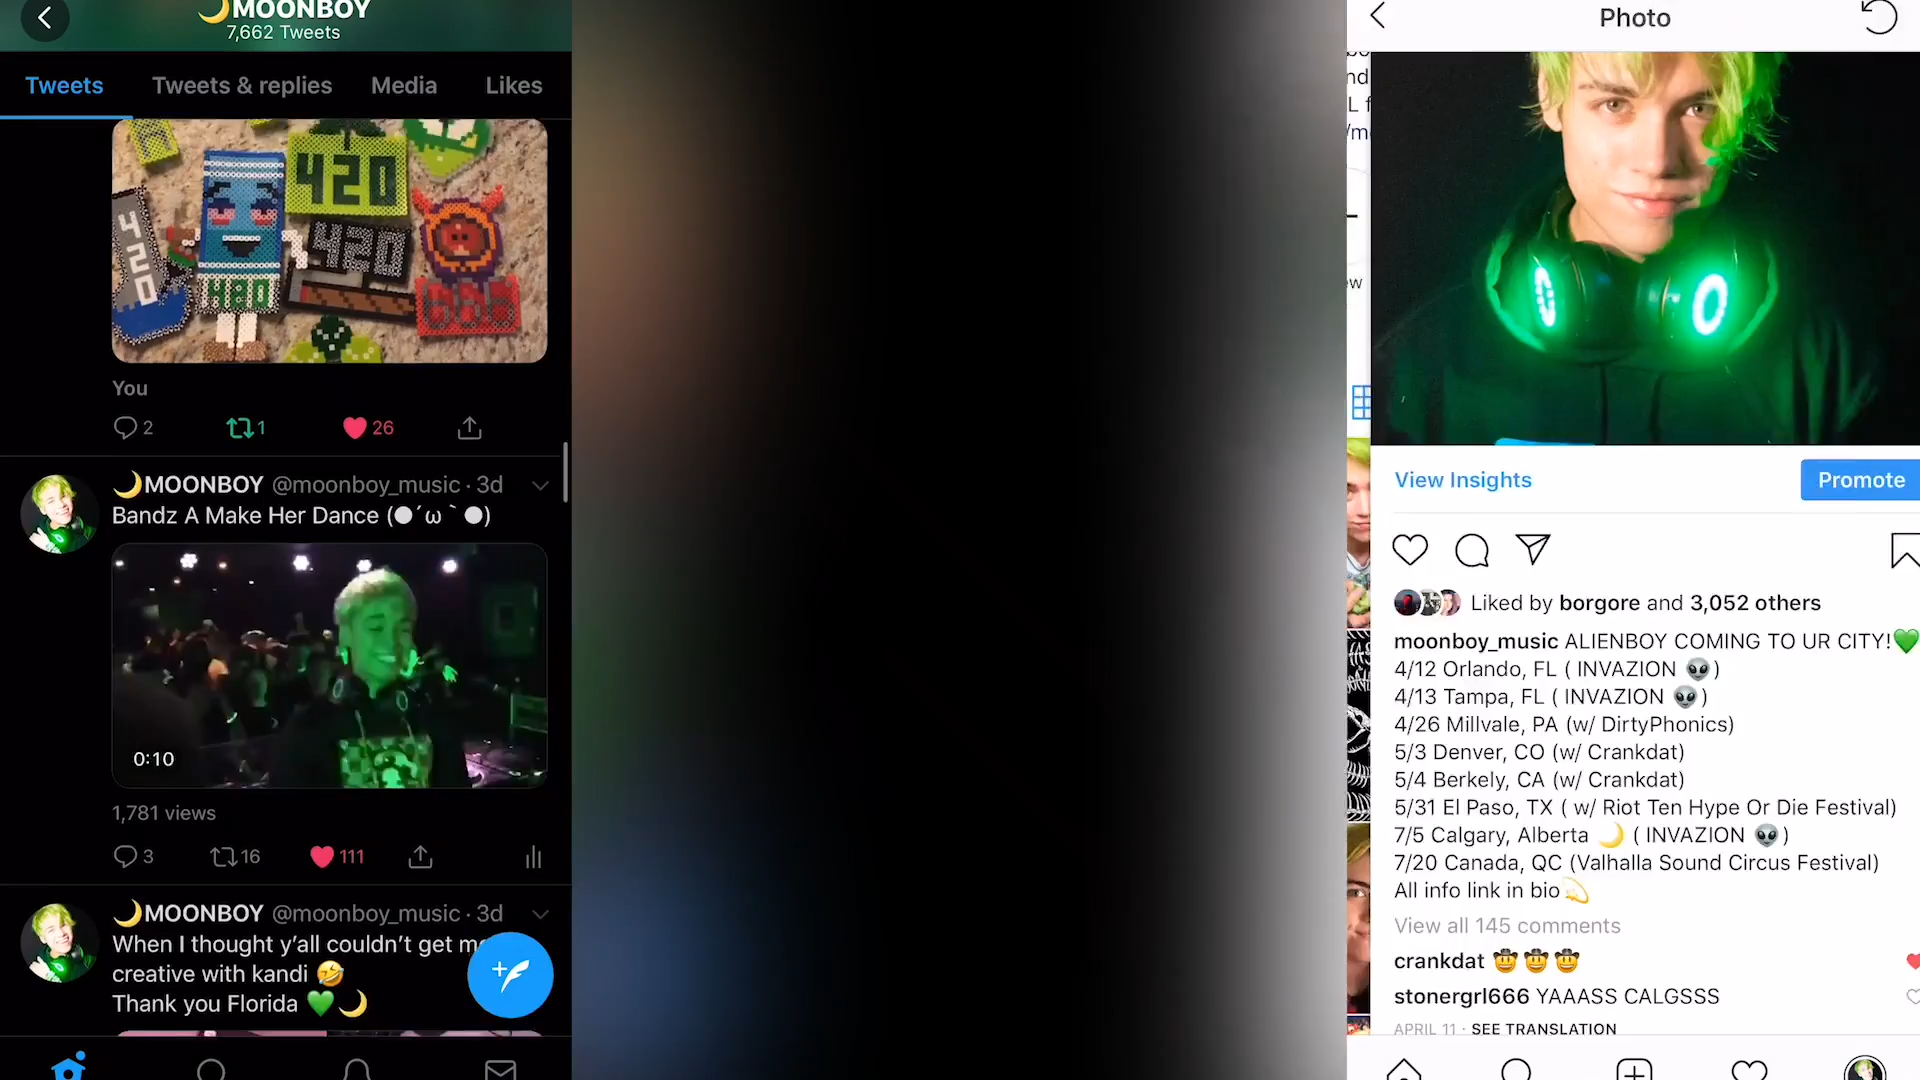 🌙MOONBOY
7,662 Tweets
Tweets
Tweets & replies
Media
Likes
420
420
420
420
666
You
2
1
26
🌙MOONBOY @moonboy_music · 3d
Bandz A Make Her Dance (●´ω｀●)
0:10
1,781 views
3
16
111
🌙MOONBOY @moonboy_music · 3d
When I thought y'all couldn't get
creative with kandi 🤣
Thank you Florida 💚🌙
Photo
View Insights
Promote
Liked by borgore and 3,052 others
moonboy_music ALIENBOY COMING TO UR CITY!💚
4/12 Orlando, FL ( INVAZION 👽 )
4/13 Tampa, FL ( INVAZION 👽 )
4/26 Millvale, PA (w/ DirtyPhonics)
5/3 Denver, CO (w/ Crankdat)
5/4 Berkely, CA (w/ Crankdat)
5/31 El Paso, TX ( w/ Riot Ten Hype Or Die Festival)
7/5 Calgary, Alberta 🌙 ( INVAZION 👽 )
7/20 Canada, QC (Valhalla Sound Circus Festival)
All info link in bio💫
View all 145 comments
crankdat 🤠🤠🤠
stonergrl666 YAAASS CALGSSS
APRIL 11 · SEE TRANSLATION